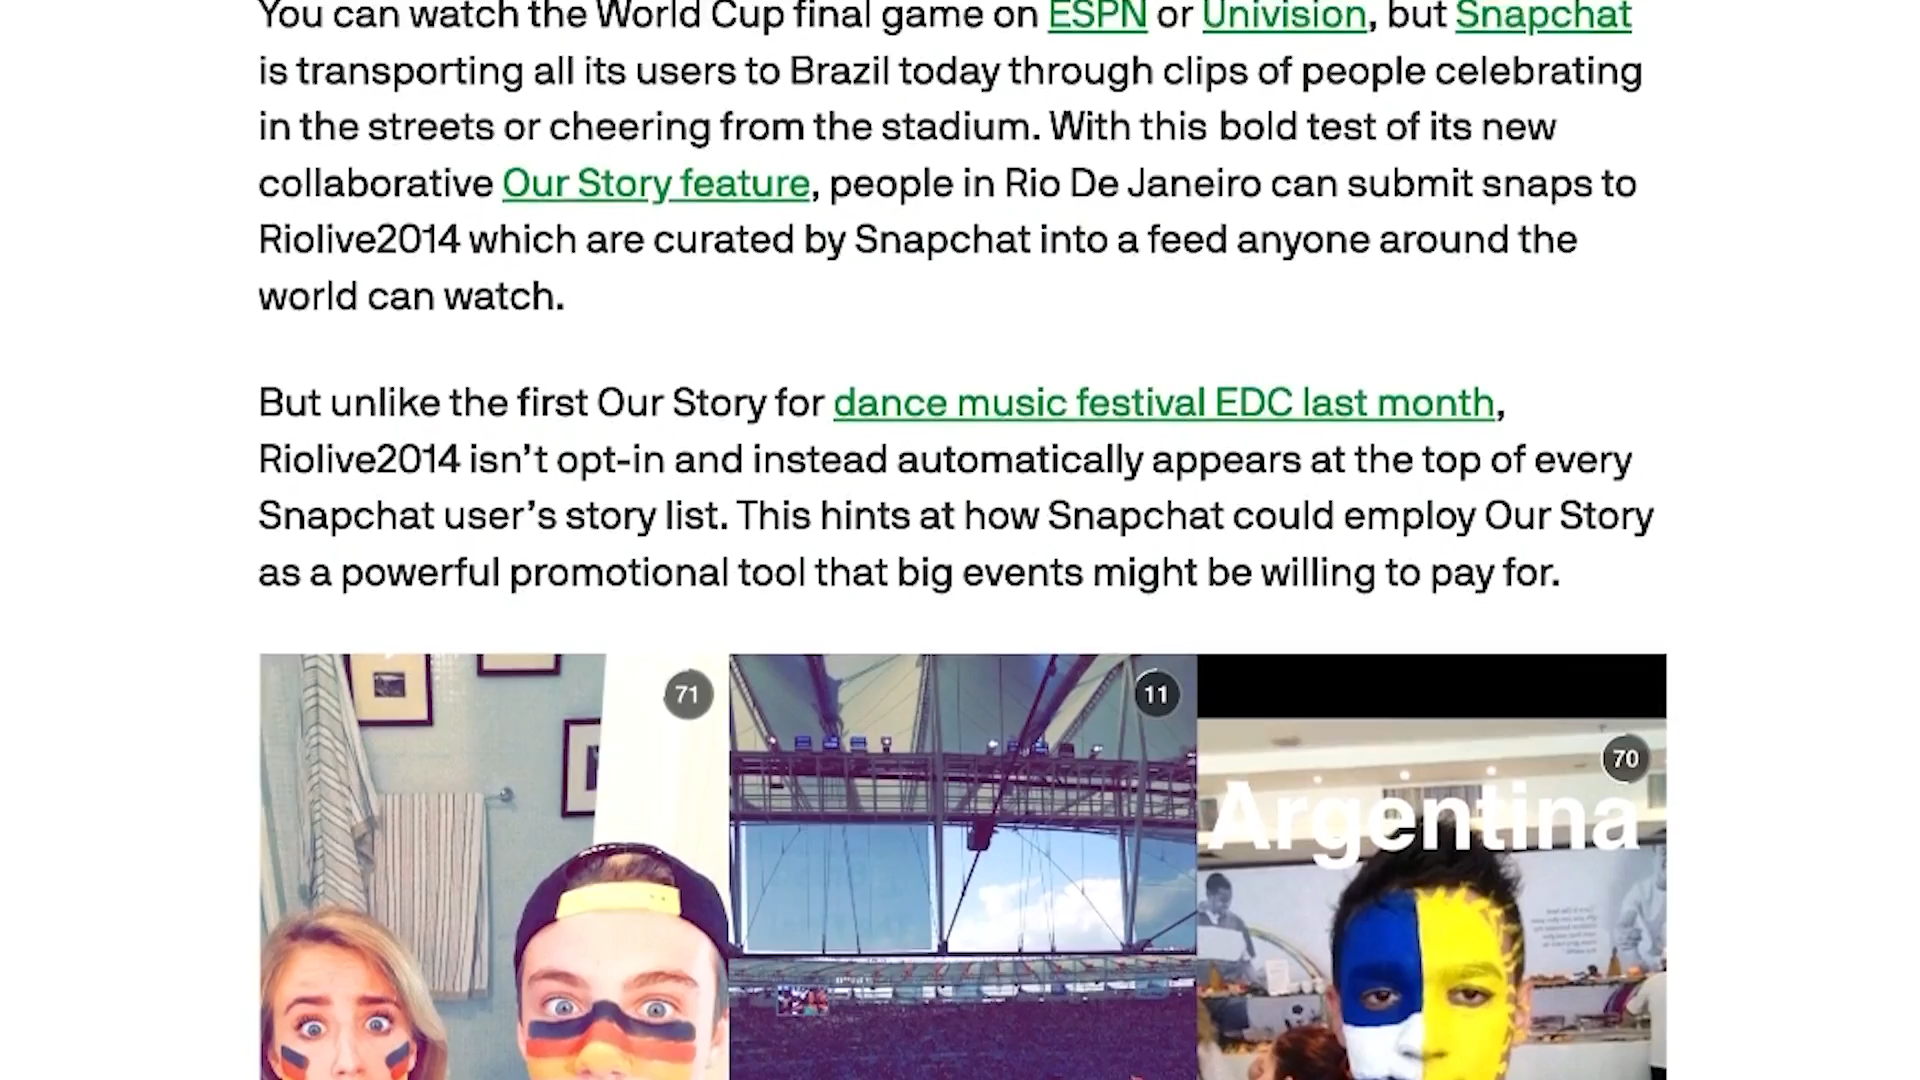 You can watch the World Cup final game on ESPN or Univision, but Snapchat
is transporting all its users to Brazil today through clips of people celebrating
in the streets or cheering from the stadium. With this bold test of its new
collaborative Our Story feature, people in Rio De Janeiro can submit snaps to
Riolive2014 which are curated by Snapchat into a feed anyone around the
world can watch.
But unlike the first Our Story for dance music festival EDC last month,
Riolive2014 isn’t opt-in and instead automatically appears at the top of every
Snapchat user’s story list. This hints at how Snapchat could employ Our Story
as a powerful promotional tool that big events might be willing to pay for.
71
11
70
Argentina